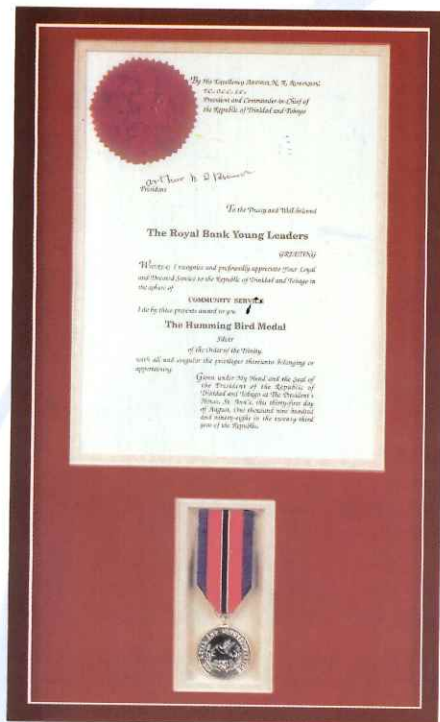 By His Excellency ARTHUR N. R. ROBINSON,
T.C., O.C.C., S.C.
President and Commander-in-Chief of
the Republic of Trinidad and Tobago
President
To the Trusty and Well-beloved
The Royal Bank Young Leaders
GREETING
WHEREAS I recognise and profoundly appreciate Your Loyal
and Devoted Service to the Republic of Trinidad and Tobago in
the sphere of
COMMUNITY SERVICE
I do by these presents award to you
The Humming Bird Medal
Silver
of the Order of the Trinity
with all and singular the privileges thereunto belonging or
appertaining.
Given under My Hand and the Seal of
the President of the Republic of
Trinidad and Tobago at The President's
House, St. Ann's, this thirty-first day
of August, One thousand nine hundred
and ninety-eight in the twenty-third
year of the Republic.